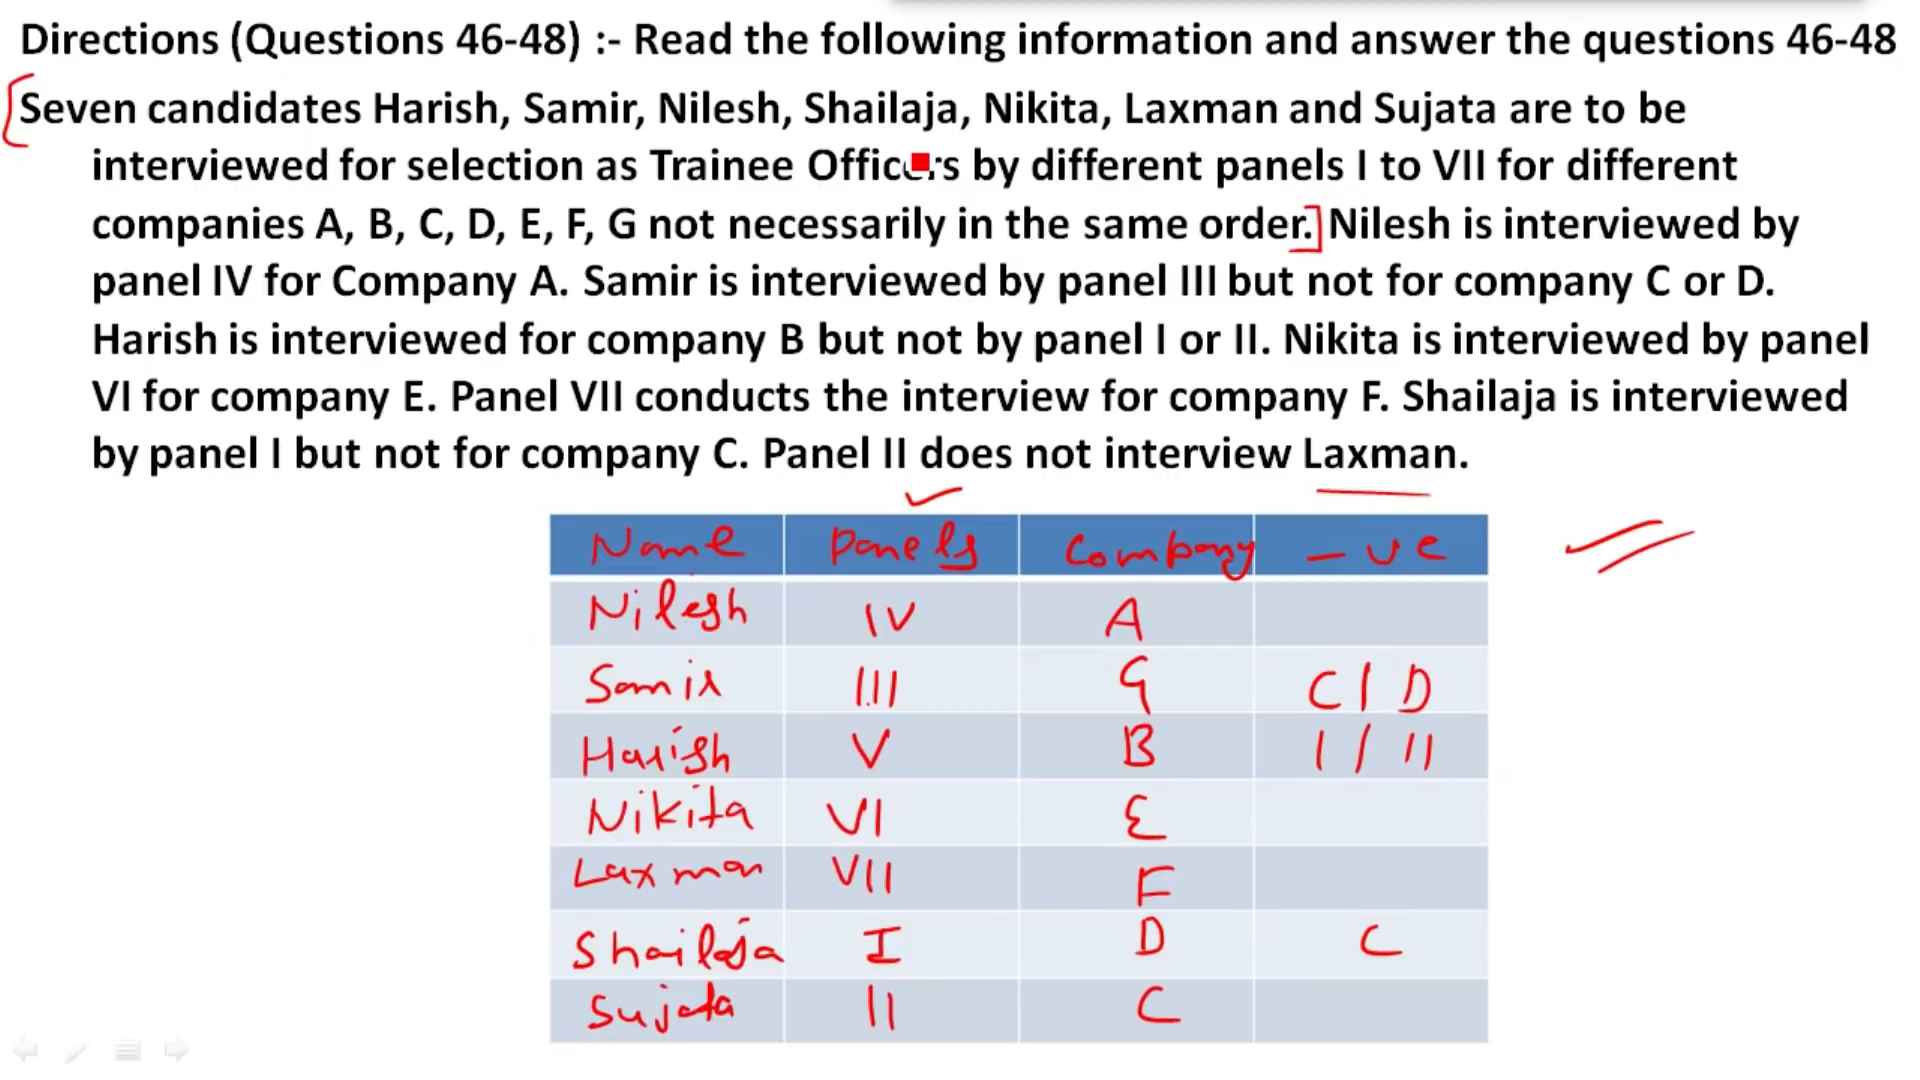 Directions (Questions 46-48) :- Read the following information and answer the questions 46-48
Seven candidates Harish, Samir, Nilesh, Shailaja, Nikita, Laxman and Sujata are to be
interviewed for selection as Trainee Officers by different panels I to VII for different
companies A, B, C, D, E, F, G not necessarily in the same order. Nilesh is interviewed by
panel IV for Company A. Samir is interviewed by panel III but not for company C or D.
Harish is interviewed for company B but not by panel I or II. Nikita is interviewed by panel
VI for company E. Panel VII conducts the interview for company F. Shailaja is interviewed
by panel I but not for company C. Panel II does not interview Laxman.
Name Panels Company -ve
Nilesh IV A
Samir III G C / D
Harish V B I / II
Nikita VI E
Laxman VII F
Shailaja I D C
Sujata II C